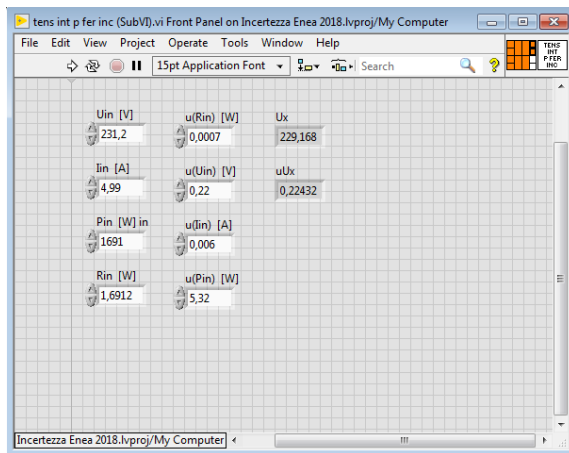 tens int p fer inc (SubVI).vi Front Panel on Incertezza Enea 2018.lvproj/My Computer
File Edit View Project Operate Tools Window Help
15pt Application Font Search
TENS
INT
P FER
INC
Uin [V] u(Rin) [W] Ux
231,2 0,0007 229,168
Iin [A] u(Uin) [V] uUx
4,99 0,22 0,22432
Pin [W] in u(Iin) [A]
1691 0,006
Rin [W] u(Pin) [W]
1,6912 5,32
Incertezza Enea 2018.lvproj/My Computer